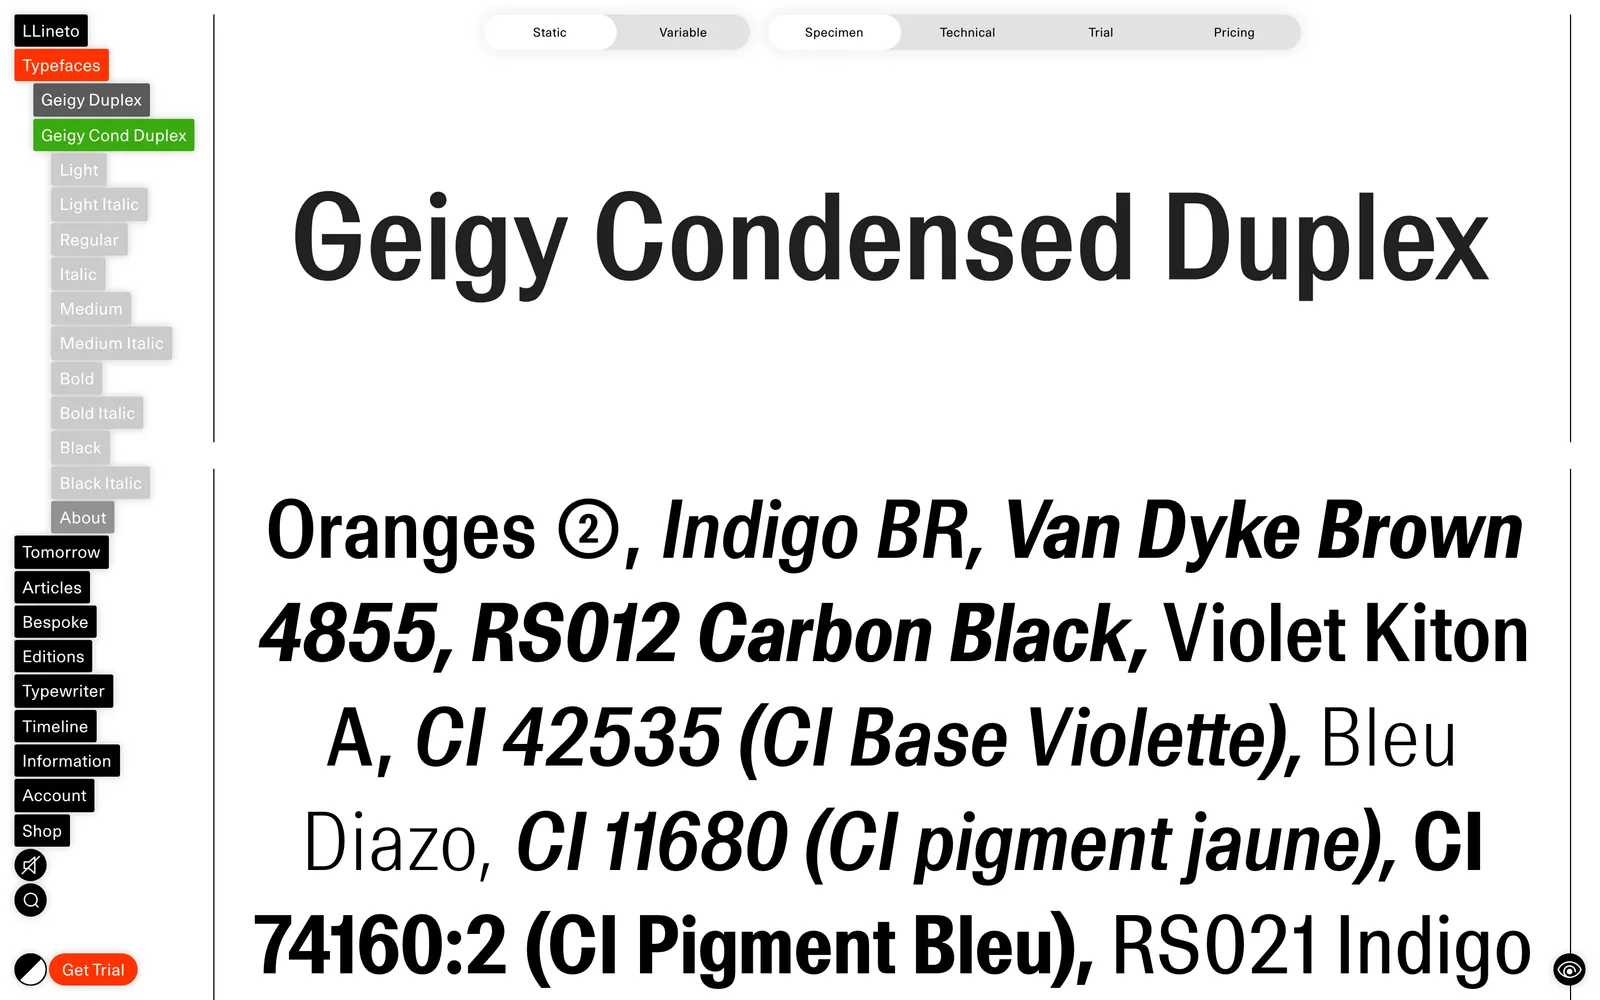 LLineto
Typefaces
Geigy Duplex
Geigy Cond Duplex
Light
Light Italic
Regular
Italic
Medium
Medium Italic
Bold
Bold Italic
Black
Black Italic
About
Tomorrow
Articles
Bespoke
Editions
Typewriter
Timeline
Information
Account
Shop
Get Trial
Static Variable
Specimen Technical Trial Pricing
Geigy Condensed Duplex
Oranges ②, Indigo BR, Van Dyke Brown
4855, RS012 Carbon Black, Violet Kiton
A, CI 42535 (CI Base Violette), Bleu
Diazo, CI 11680 (CI pigment jaune), CI
74160:2 (CI Pigment Bleu), RS021 Indigo